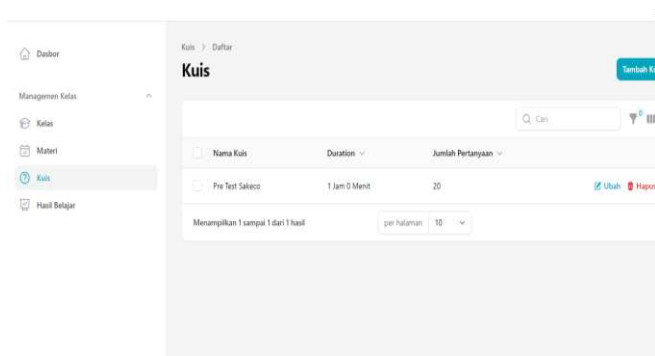 Dasbor
Managemen Kelas
Kelas
Materi
Kuis
Hasil Belajar
Kuis > Daftar
Kuis
Tambah Ku
Cari
0
Nama Kuis Duration Jumlah Pertanyaan
Pre Test Sakeco 1 Jam 0 Menit 20 Ubah Hapus
Menampilkan 1 sampai 1 dari 1 hasil per halaman 10